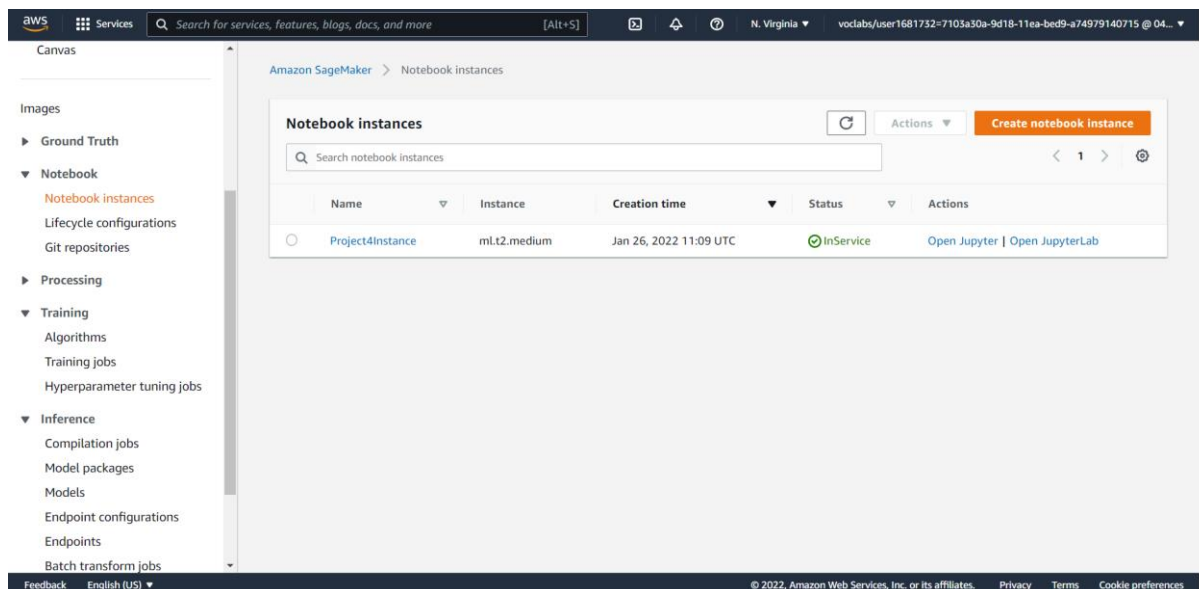 aws Services Search for services, features, blogs, docs, and more [Alt+S] N. Virginia ▼ voclabs/user1681732=7103a30a-9d18-11ea-bed9-a74979140715 @ 04... ▼
Canvas
Images
Ground Truth
Notebook
Notebook instances
Lifecycle configurations
Git repositories
Processing
Training
Algorithms
Training jobs
Hyperparameter tuning jobs
Inference
Compilation jobs
Model packages
Models
Endpoint configurations
Endpoints
Batch transform jobs
Amazon SageMaker > Notebook instances
Notebook instances Actions ▼ Create notebook instance
Search notebook instances < 1 >
Name Instance Creation time Status Actions
Project4Instance ml.t2.medium Jan 26, 2022 11:09 UTC InService Open Jupyter | Open JupyterLab
Feedback English (US) ▼ © 2022, Amazon Web Services, Inc. or its affiliates. Privacy Terms Cookie preferences